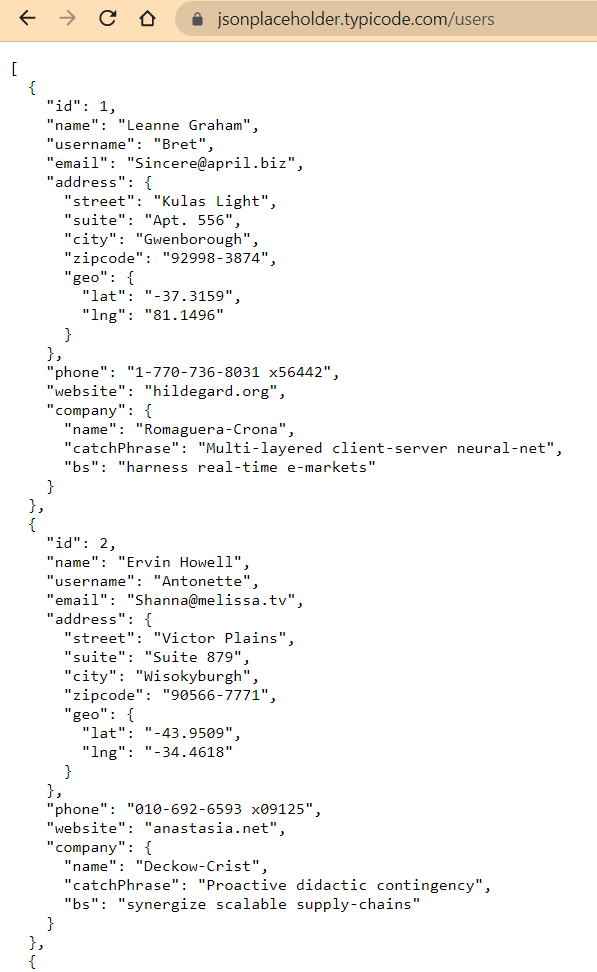 jsonplaceholder.typicode.com/users
[
  {
    "id": 1,
    "name": "Leanne Graham",
    "username": "Bret",
    "email": "Sincere@april.biz",
    "address": {
      "street": "Kulas Light",
      "suite": "Apt. 556",
      "city": "Gwenborough",
      "zipcode": "92998-3874",
      "geo": {
        "lat": "-37.3159",
        "lng": "81.1496"
      }
    },
    "phone": "1-770-736-8031 x56442",
    "website": "hildegard.org",
    "company": {
      "name": "Romaguera-Crona",
      "catchPhrase": "Multi-layered client-server neural-net",
      "bs": "harness real-time e-markets"
    }
  },
  {
    "id": 2,
    "name": "Ervin Howell",
    "username": "Antonette",
    "email": "Shanna@melissa.tv",
    "address": {
      "street": "Victor Plains",
      "suite": "Suite 879",
      "city": "Wisokyburgh",
      "zipcode": "90566-7771",
      "geo": {
        "lat": "-43.9509",
        "lng": "-34.4618"
      }
    },
    "phone": "010-692-6593 x09125",
    "website": "anastasia.net",
    "company": {
      "name": "Deckow-Crist",
      "catchPhrase": "Proactive didactic contingency",
      "bs": "synergize scalable supply-chains"
    }
  },
  {